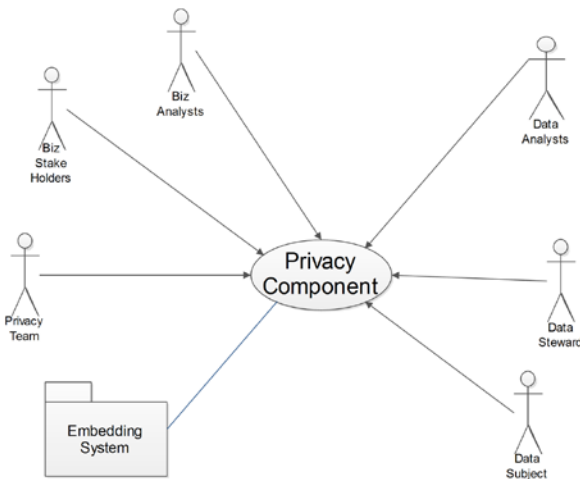 Biz
Analysts
Data
Analysts
Biz
Stake
Holders
Privacy
Component
Privacy
Team
Data
Steward
Embedding
System
Data
Subject